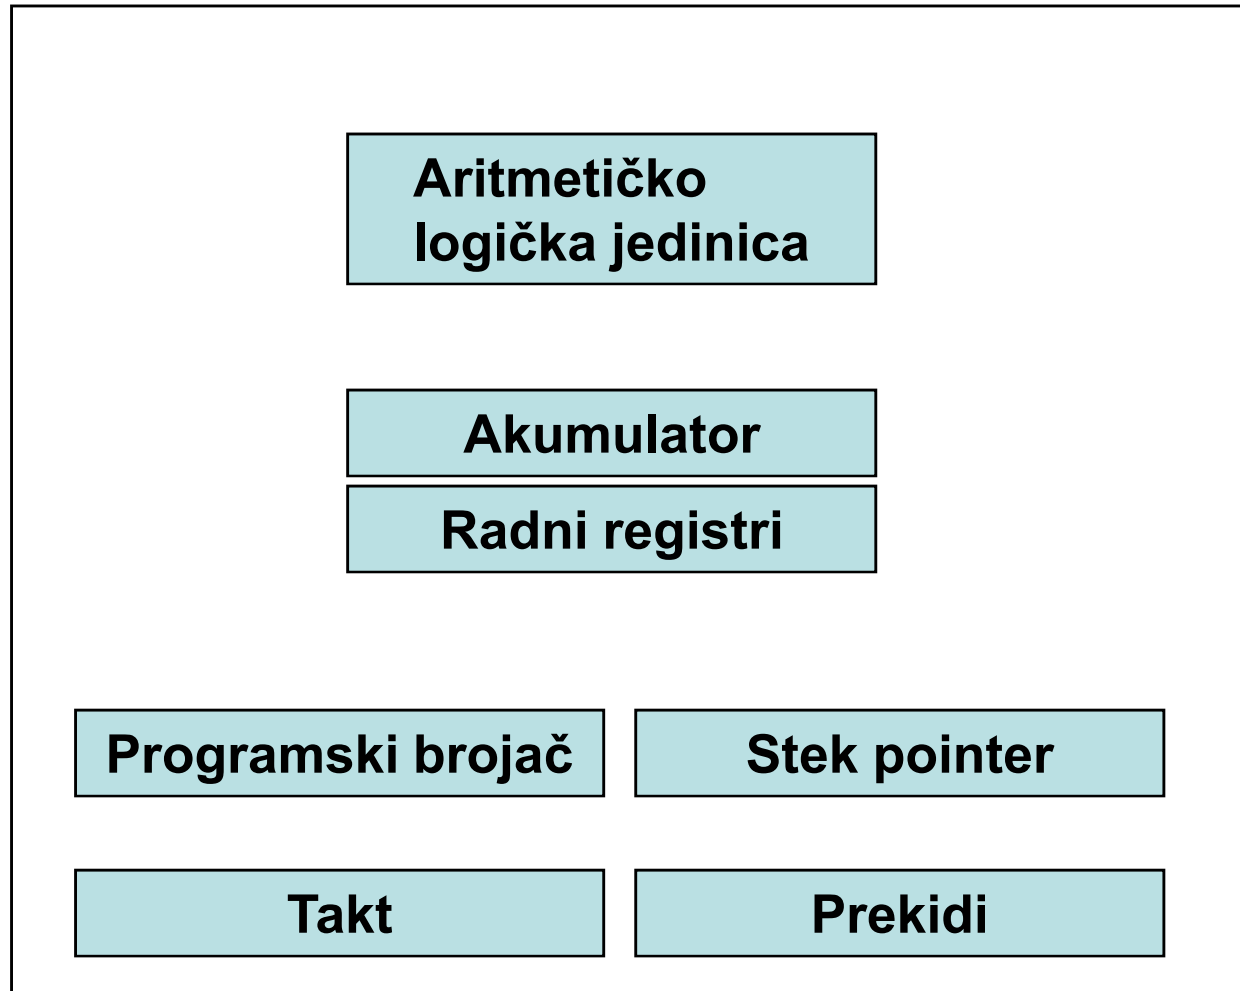 Aritmetičko
logička jedinica
Akumulator
Radni registri
Programski brojač
Stek pointer
Takt
Prekidi